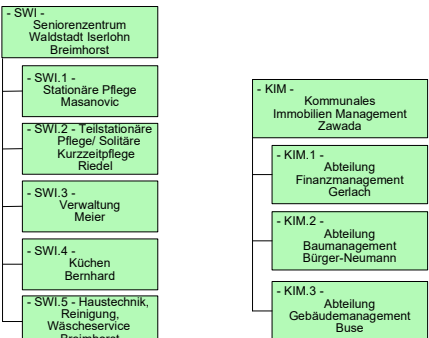 - SWI -
Seniorenzentrum
Waldstadt Iserlohn
Breimhorst
- SWI.1 -
Stationäre Pflege
Masanovic
- SWI.2 - Teilstationäre
Pflege/ Solitäre
Kurzzeitpflege
Riedel
- SWI.3 -
Verwaltung
Meier
- SWI.4 -
Küchen
Bernhard
- SWI.5 - Haustechnik,
Reinigung,
Wäscheservice
Breimhorst
- KIM -
Kommunales
Immobilien Management
Zawada
- KIM.1 -
Abteilung
Finanzmanagement
Gerlach
- KIM.2 -
Abteilung
Baumanagement
Bürger-Neumann
- KIM.3 -
Abteilung
Gebäudemanagement
Buse